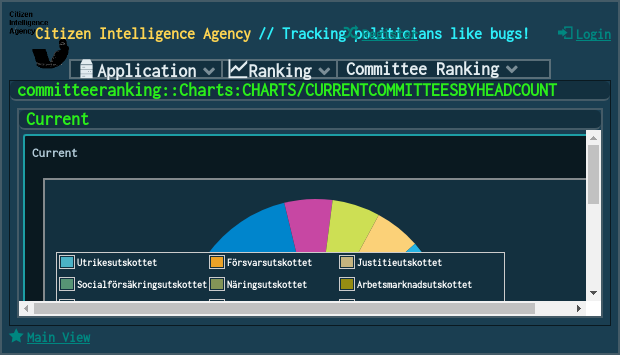 Citizen
Intelligence
Agency
Citizen Intelligence Agency // Tracking politicians like bugs!
Register
Login
Application
Ranking
Committee Ranking
committeeranking::Charts:CHARTS/CURRENTCOMMITTEESBYHEADCOUNT
Current
Current
Utrikesutskottet Försvarsutskottet Justitieutskottet
Socialförsäkringsutskottet Näringsutskottet Arbetsmarknadsutskottet
Main View